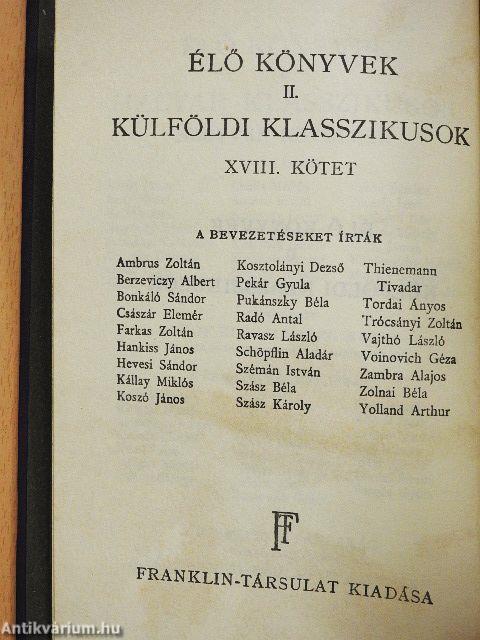 ÉLŐ KÖNYVEK
II.
KÜLFÖLDI KLASSZIKUSOK
XVIII. KÖTET
A BEVEZETÉSEKET ÍRTÁK
Ambrus Zoltán
Berzeviczy Albert
Bonkáló Sándor
Császár Elemér
Farkas Zoltán
Hankiss János
Hevesi Sándor
Kállay Miklós
Koszó János
Kosztolányi Dezső
Pekár Gyula
Pukánszky Béla
Radó Antal
Ravasz László
Schöpflin Aladár
Szémán István
Szász Béla
Szász Károly
Thienemann
Tivadar
Tordai Ányos
Trócsányi Zoltán
Vajthó László
Voinovich Géza
Zambra Alajos
Zolnai Béla
Yolland Arthur
FT
FRANKLIN-TÁRSULAT KIADÁSA
Antikvárium.hu